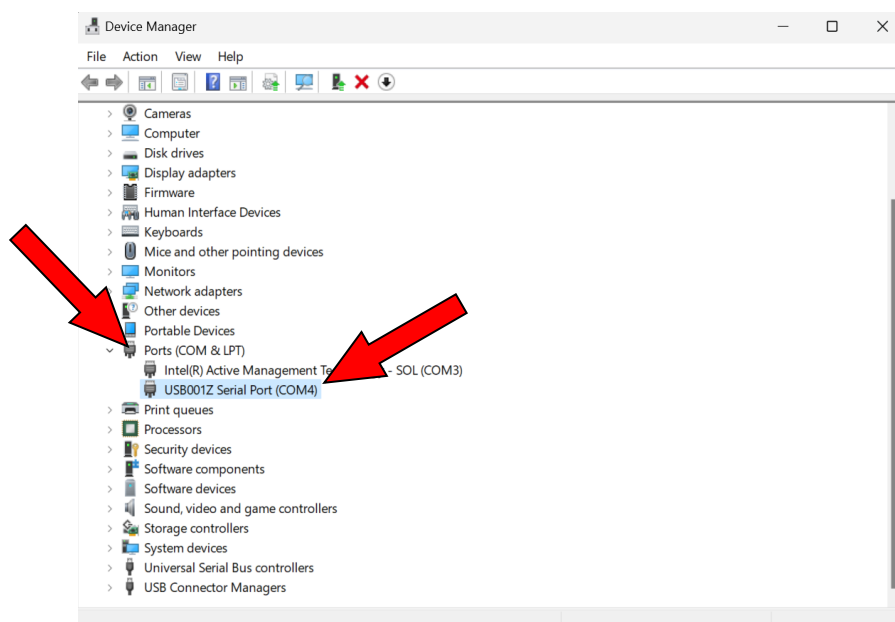 Device Manager
File Action View Help
Cameras
Computer
Disk drives
Display adapters
Firmware
Human Interface Devices
Keyboards
Mice and other pointing devices
Monitors
Network adapters
Other devices
Portable Devices
Ports (COM & LPT)
Intel(R) Active Management - SOL (COM3)
USB001Z Serial Port (COM4)
Print queues
Processors
Security devices
Software components
Software devices
Sound, video and game controllers
Storage controllers
System devices
Universal Serial Bus controllers
USB Connector Managers